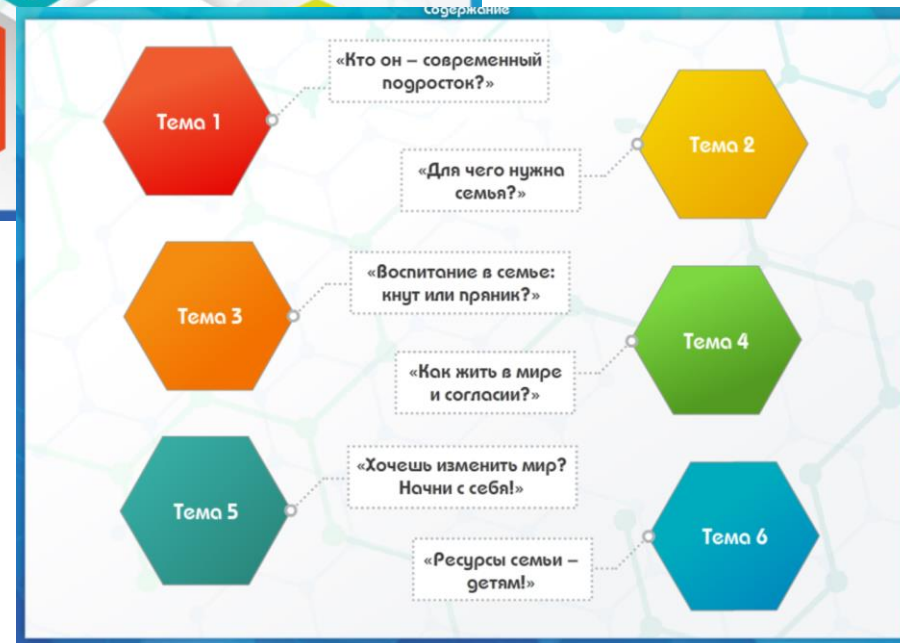 Содержание
Тема 1
«Кто он – современный
подросток?»
Тема 2
«Для чего нужна
семья?»
Тема 3
«Воспитание в семье:
кнут или пряник?»
Тема 4
«Как жить в мире
и согласии?»
Тема 5
«Хочешь изменить мир?
Начни с себя!»
Тема 6
«Ресурсы семьи –
детям!»